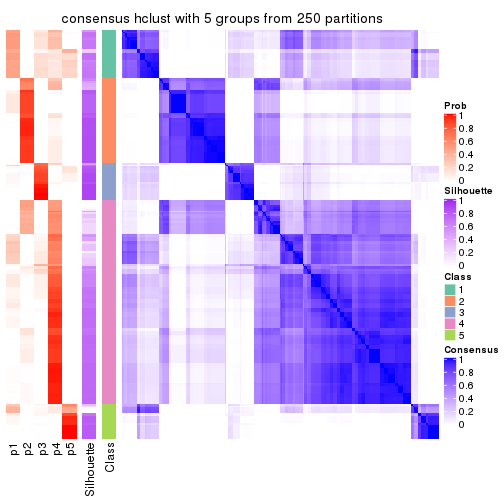 consensus hclust with 5 groups from 250 partitions
Prob
1
0.8
0.6
0.4
0.2
0
Silhouette
1
0.8
0.6
0.4
0.2
0
Class
1
2
3
4
5
Consensus
1
0.8
0.6
0.4
0.2
0
p1
p2
p3
p4
p5
Silhouette
Class